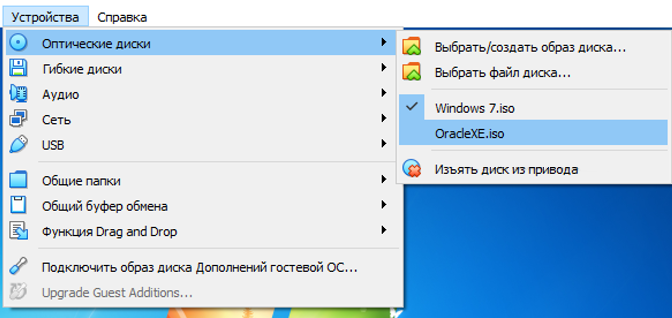 Устройства Справка
Оптические диски
Гибкие диски
Аудио
Сеть
USB
Общие папки
Общий буфер обмена
Функция Drag and Drop
Подключить образ диска Дополнений гостевой ОС...
Upgrade Guest Additions...
Выбрать/создать образ диска...
Выбрать файл диска...
Windows 7.iso
OracleXE.iso
Изъять диск из привода